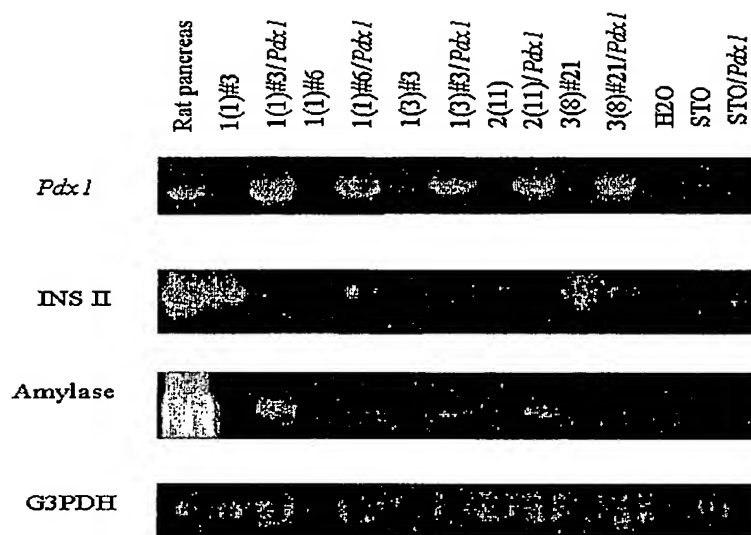 Rat pancreas
1(1)#3
1(1)#3/Pdx1
1(1)#6
1(1)#6/Pdx1
1(3)#3
1(3)#3/Pdx1
2(11)
2(11)/Pdx1
3(8)#21
3(8)#21/Pdx1
H2O
STO
STO/Pdx1
Pdx1
INS II
Amylase
G3PDH